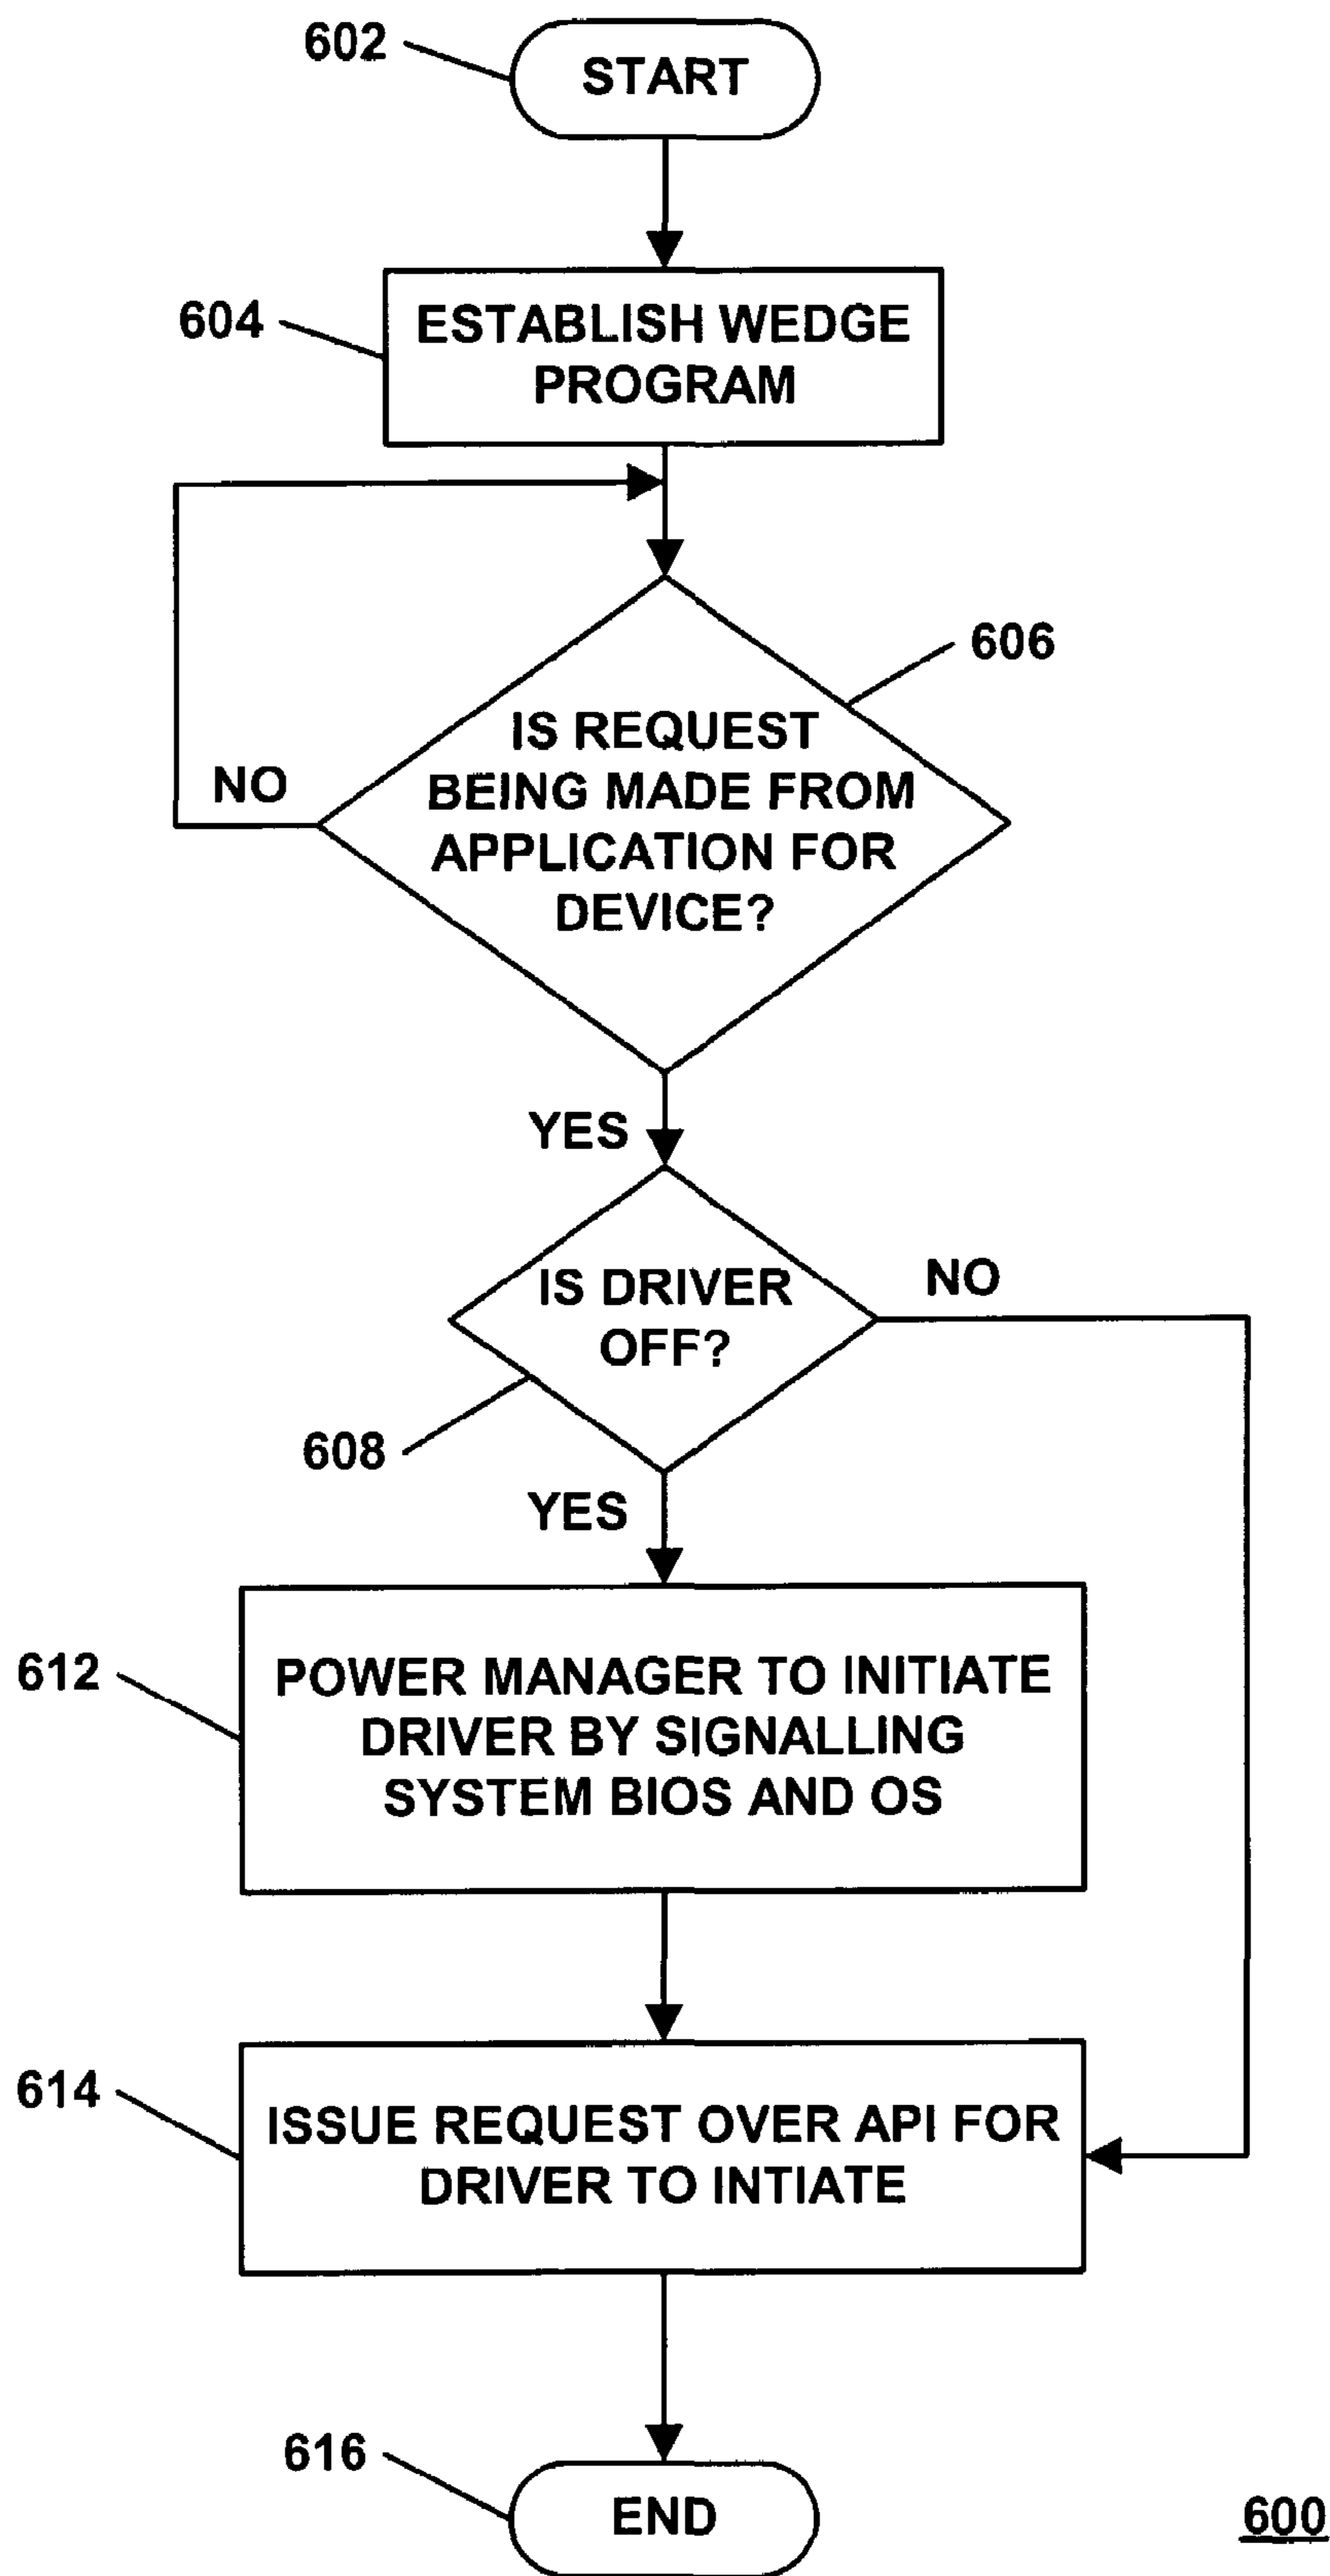 602
START
604
ESTABLISH WEDGE
PROGRAM
606
IS REQUEST
BEING MADE FROM
APPLICATION FOR
DEVICE?
NO
YES
IS DRIVER
OFF?
NO
608
YES
612
POWER MANAGER TO INITIATE
DRIVER BY SIGNALLING
SYSTEM BIOS AND OS
614
ISSUE REQUEST OVER API FOR
DRIVER TO INTIATE
616
END
600